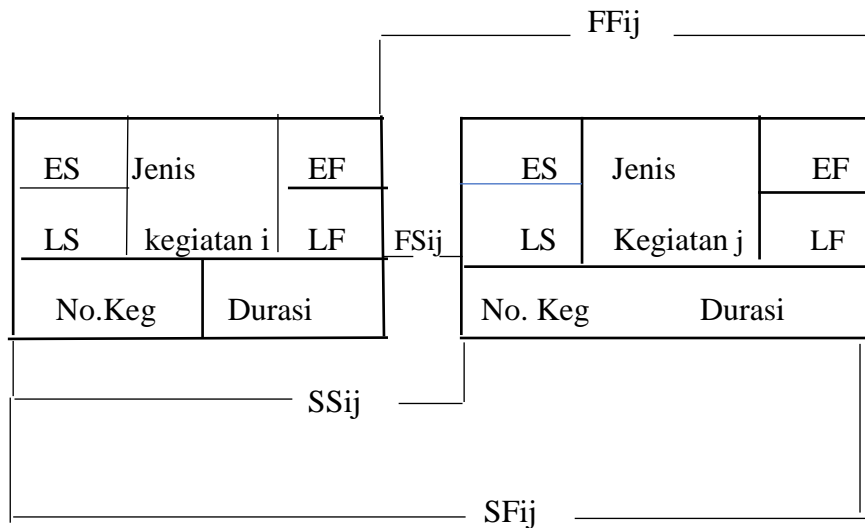 FFij
ES Jenis EF ES Jenis EF
LS kegiatan i LF FSij LS Kegiatan j LF
No.Keg Durasi No. Keg Durasi
SSij
SFij